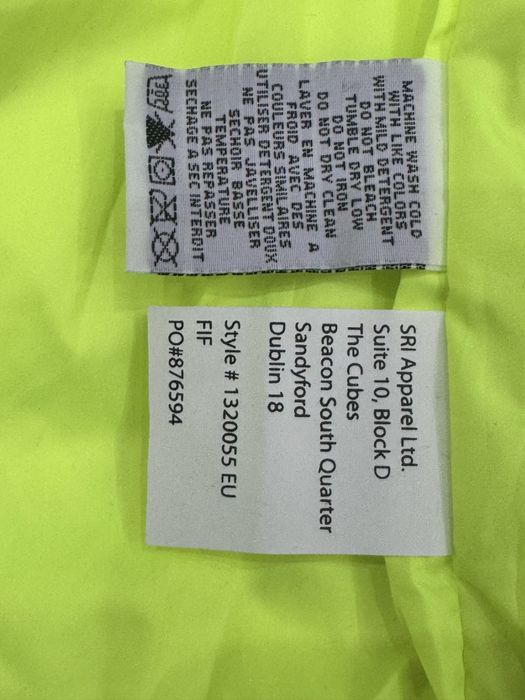 MACHINE WASH COLD
WITH LIKE COLORS
WITH MILD DETERGENT
DO NOT BLEACH
TUMBLE DRY LOW
DO NOT IRON
DO NOT DRY CLEAN
LAVER EN MACHINE A
FROID AVEC DES
COULEURS SIMILAIRES
UTILISER DETERGENT DOUX
NE PAS JAVELLISER
SECHOIR BASSE
TEMPERATURE
NE PAS REPASSER
SECHAGE A SEC INTERDIT
SRI Apparel Ltd.
Suite 10, Block D
The Cubes
Beacon South Quarter
Sandyford
Dublin 18
Style # 1320055 EU
FIF
PO#876594